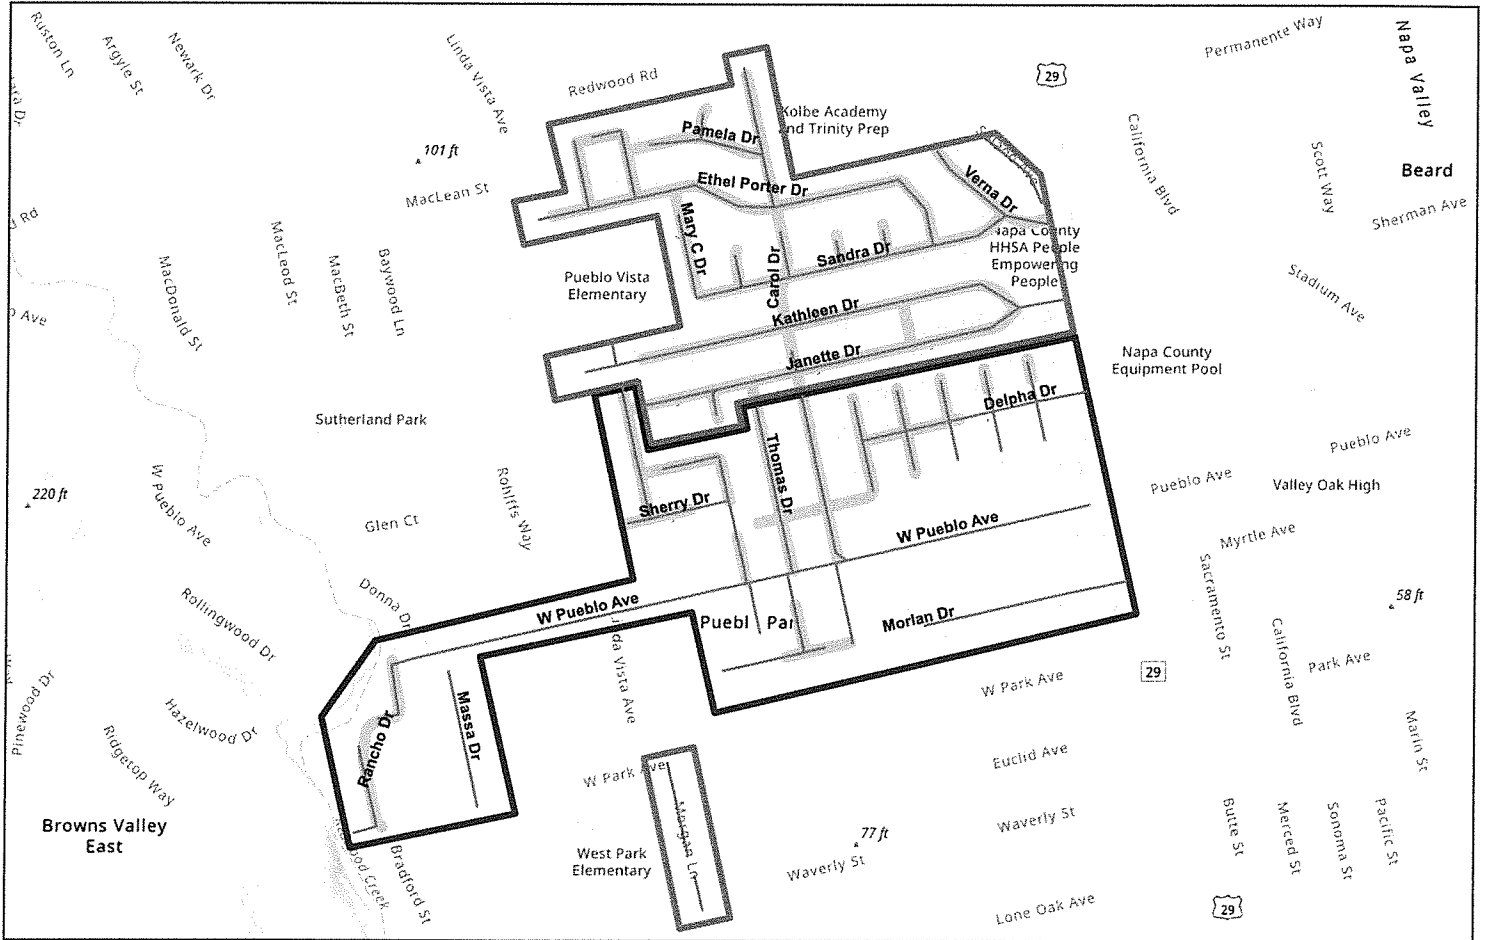 Ruston Ln
Argyle St
Newark Dr
Linda Vista Ave
Redwood Rd
Permanente Way
Napa Valley
29
Kolbe Academy
and Trinity Prep
Pamela Dr
101 ft
MacLean St
Ethel Porter Dr
Verna Dr
California Blvd
Scott Way
Beard
Sherman Ave
Rd
MacLeod St
MacDonald St
MacBeth St
Baywood Ln
Mary C Dr
Carol Dr
Sandra Dr
Napa County
HHSA People
Empowering
People
Pueblo Vista
Elementary
Stadium Ave
Ave
Kathleen Dr
Janette Dr
Napa County
Equipment Pool
Sutherland Park
Delpha Dr
Thomas Dr
Pueblo Ave
Pueblo Ave
Valley Oak High
220 ft
W Pueblo Ave
Glen Ct
Rohlffs Way
Sherry Dr
W Pueblo Ave
Myrtle Ave
Sacramento St
Donna Dr
Rollingwood Dr
W Pueblo Ave
Puebl Par
Morlan Dr
58 ft
California Blvd
Park Ave
29
W Park Ave
Linda Vista Ave
Pinewood Dr
Hazelwood Dr
Ridgetop Way
Rancho Dr
Massa Dr
Marin St
Euclid Ave
W Park Ave
Morgan Ln
Waverly St
Butte St
Merced St
Sonoma St
Pacific St
Browns Valley
East
77 ft
West Park
Elementary
Waverly St
Bradford St
Creek
Lone Oak Ave
29